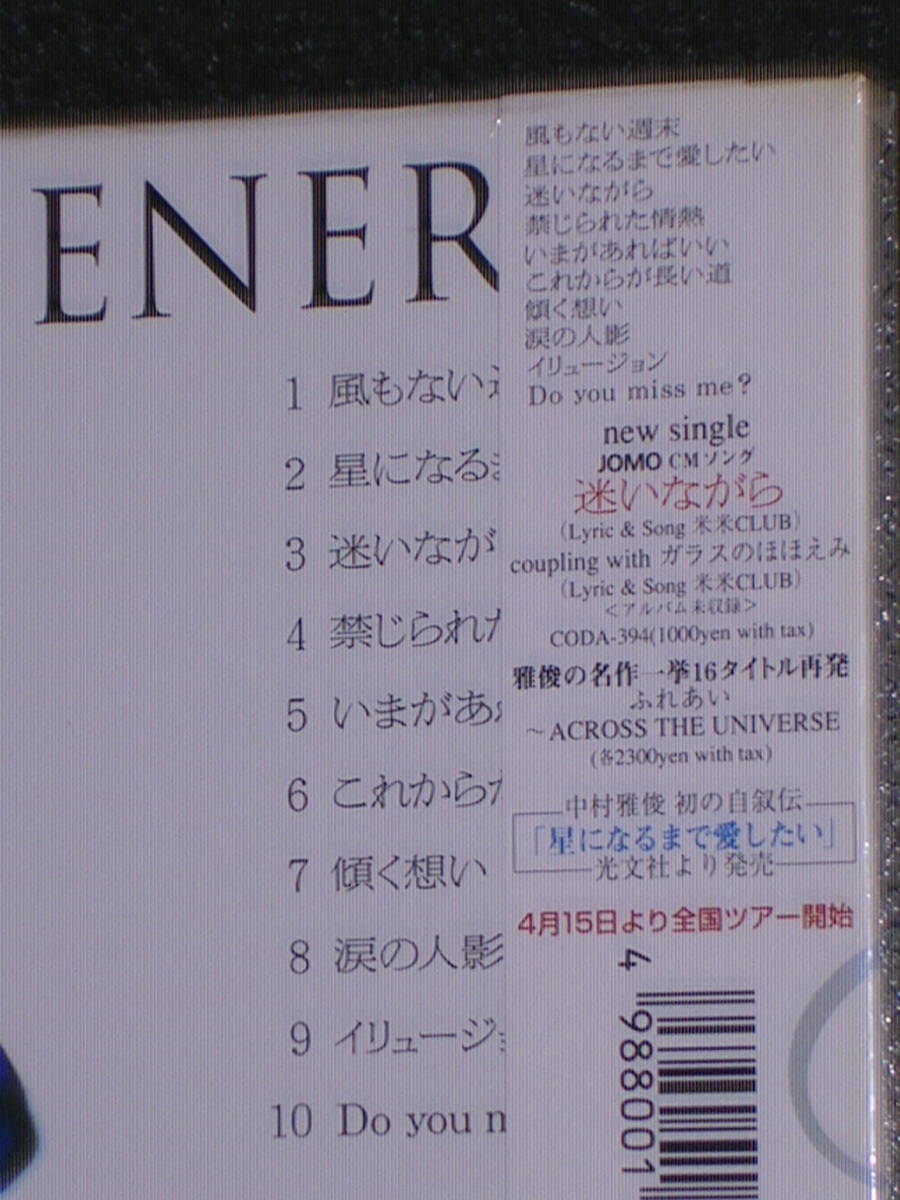 ENER
1 風もない
2 星になる
3 迷いなが
4 禁じられた
5 いまがあ
6 これから
7 傾く想い
8 涙の人影
9 イリュージ
10 Do you m
風もない週末
星になるまで愛したい
迷いながら
禁じられた情熱
いまがあればいい
これからが長い道
傾く想い
涙の人影
イリュージョン
Do you miss me?
new single
JOMO CMソング
迷いながら
(Lyric & Song 米米CLUB)
coupling with ガラスのほほえみ
(Lyric & Song 米米CLUB)
<アルバム未収録>
CODA-394(1000yen with tax)
雅俊の名作一挙16タイトル再発
ふれあい
~ACROSS THE UNIVERSE
(各2300yen with tax)
中村雅俊 初の自叙伝
「星になるまで愛したい」
光文社より発売
4月15日より全国ツアー開始
4 988001